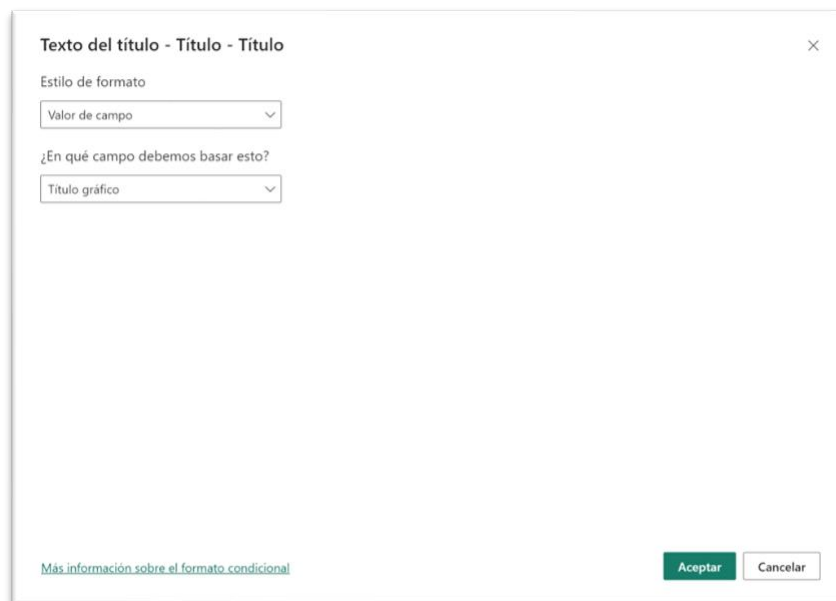 Texto del título - Título - Título
Estilo de formato
Valor de campo
¿En qué campo debemos basar esto?
Título gráfico
Más información sobre el formato condicional
Aceptar
Cancelar